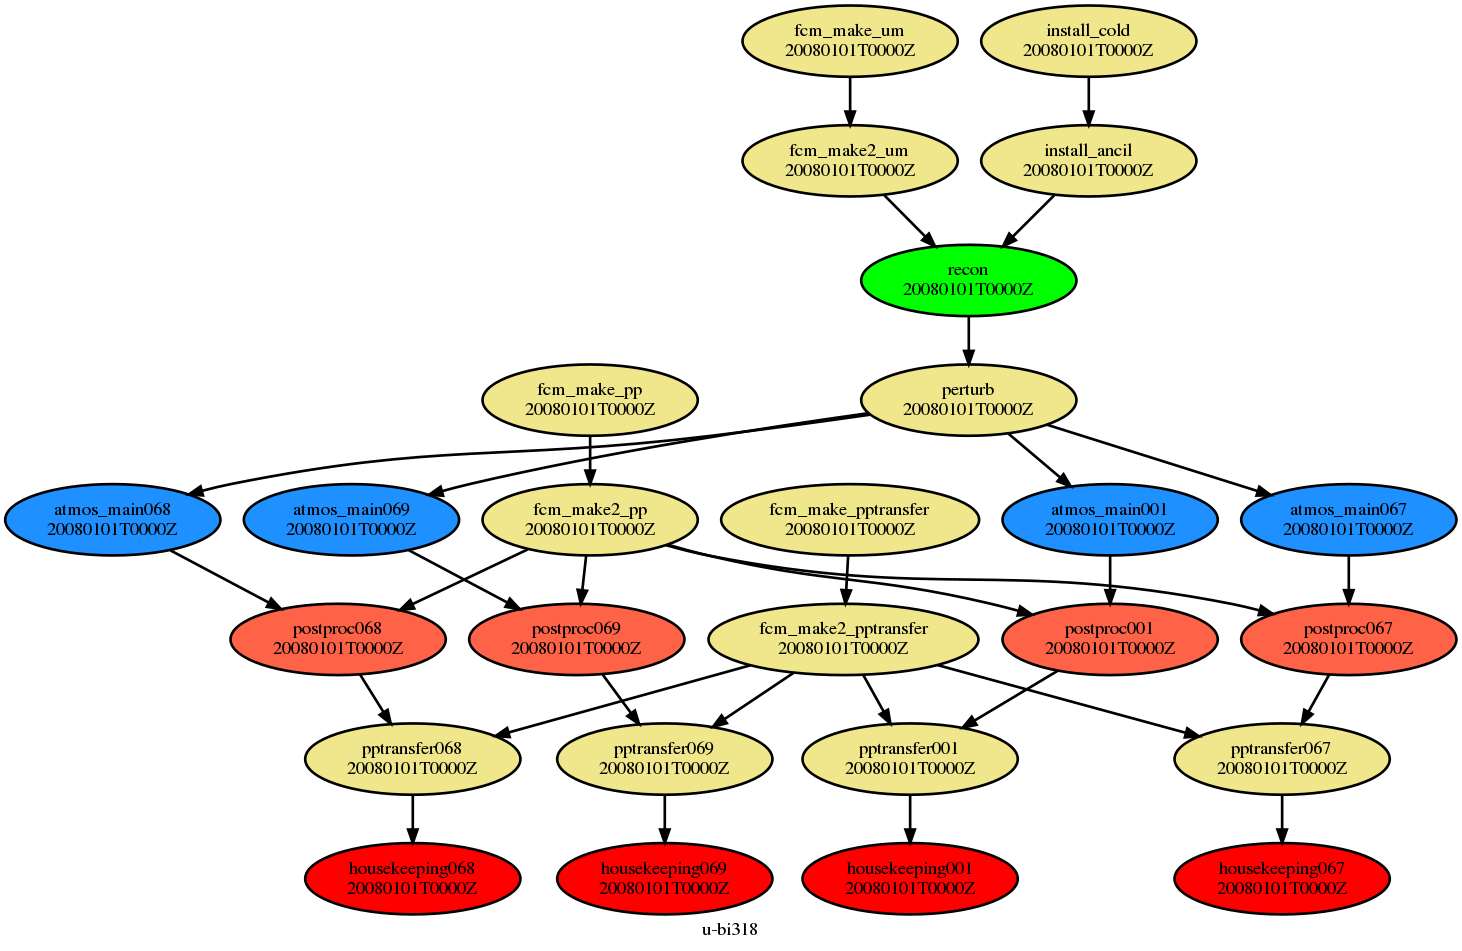 fcm_make_um
20080101T0000Z
install_cold
20080101T0000Z
fcm_make2_um
20080101T0000Z
install_ancil
20080101T0000Z
recon
20080101T0000Z
fcm_make_pp
20080101T0000Z
perturb
20080101T0000Z
atmos_main068
20080101T0000Z
atmos_main069
20080101T0000Z
fcm_make2_pp
20080101T0000Z
fcm_make_pptransfer
20080101T0000Z
atmos_main001
20080101T0000Z
atmos_main067
20080101T0000Z
postproc068
20080101T0000Z
postproc069
20080101T0000Z
fcm_make2_pptransfer
20080101T0000Z
postproc001
20080101T0000Z
postproc067
20080101T0000Z
pptransfer068
20080101T0000Z
pptransfer069
20080101T0000Z
pptransfer001
20080101T0000Z
pptransfer067
20080101T0000Z
housekeeping068
20080101T0000Z
housekeeping069
20080101T0000Z
housekeeping001
20080101T0000Z
housekeeping067
20080101T0000Z
u-bi318